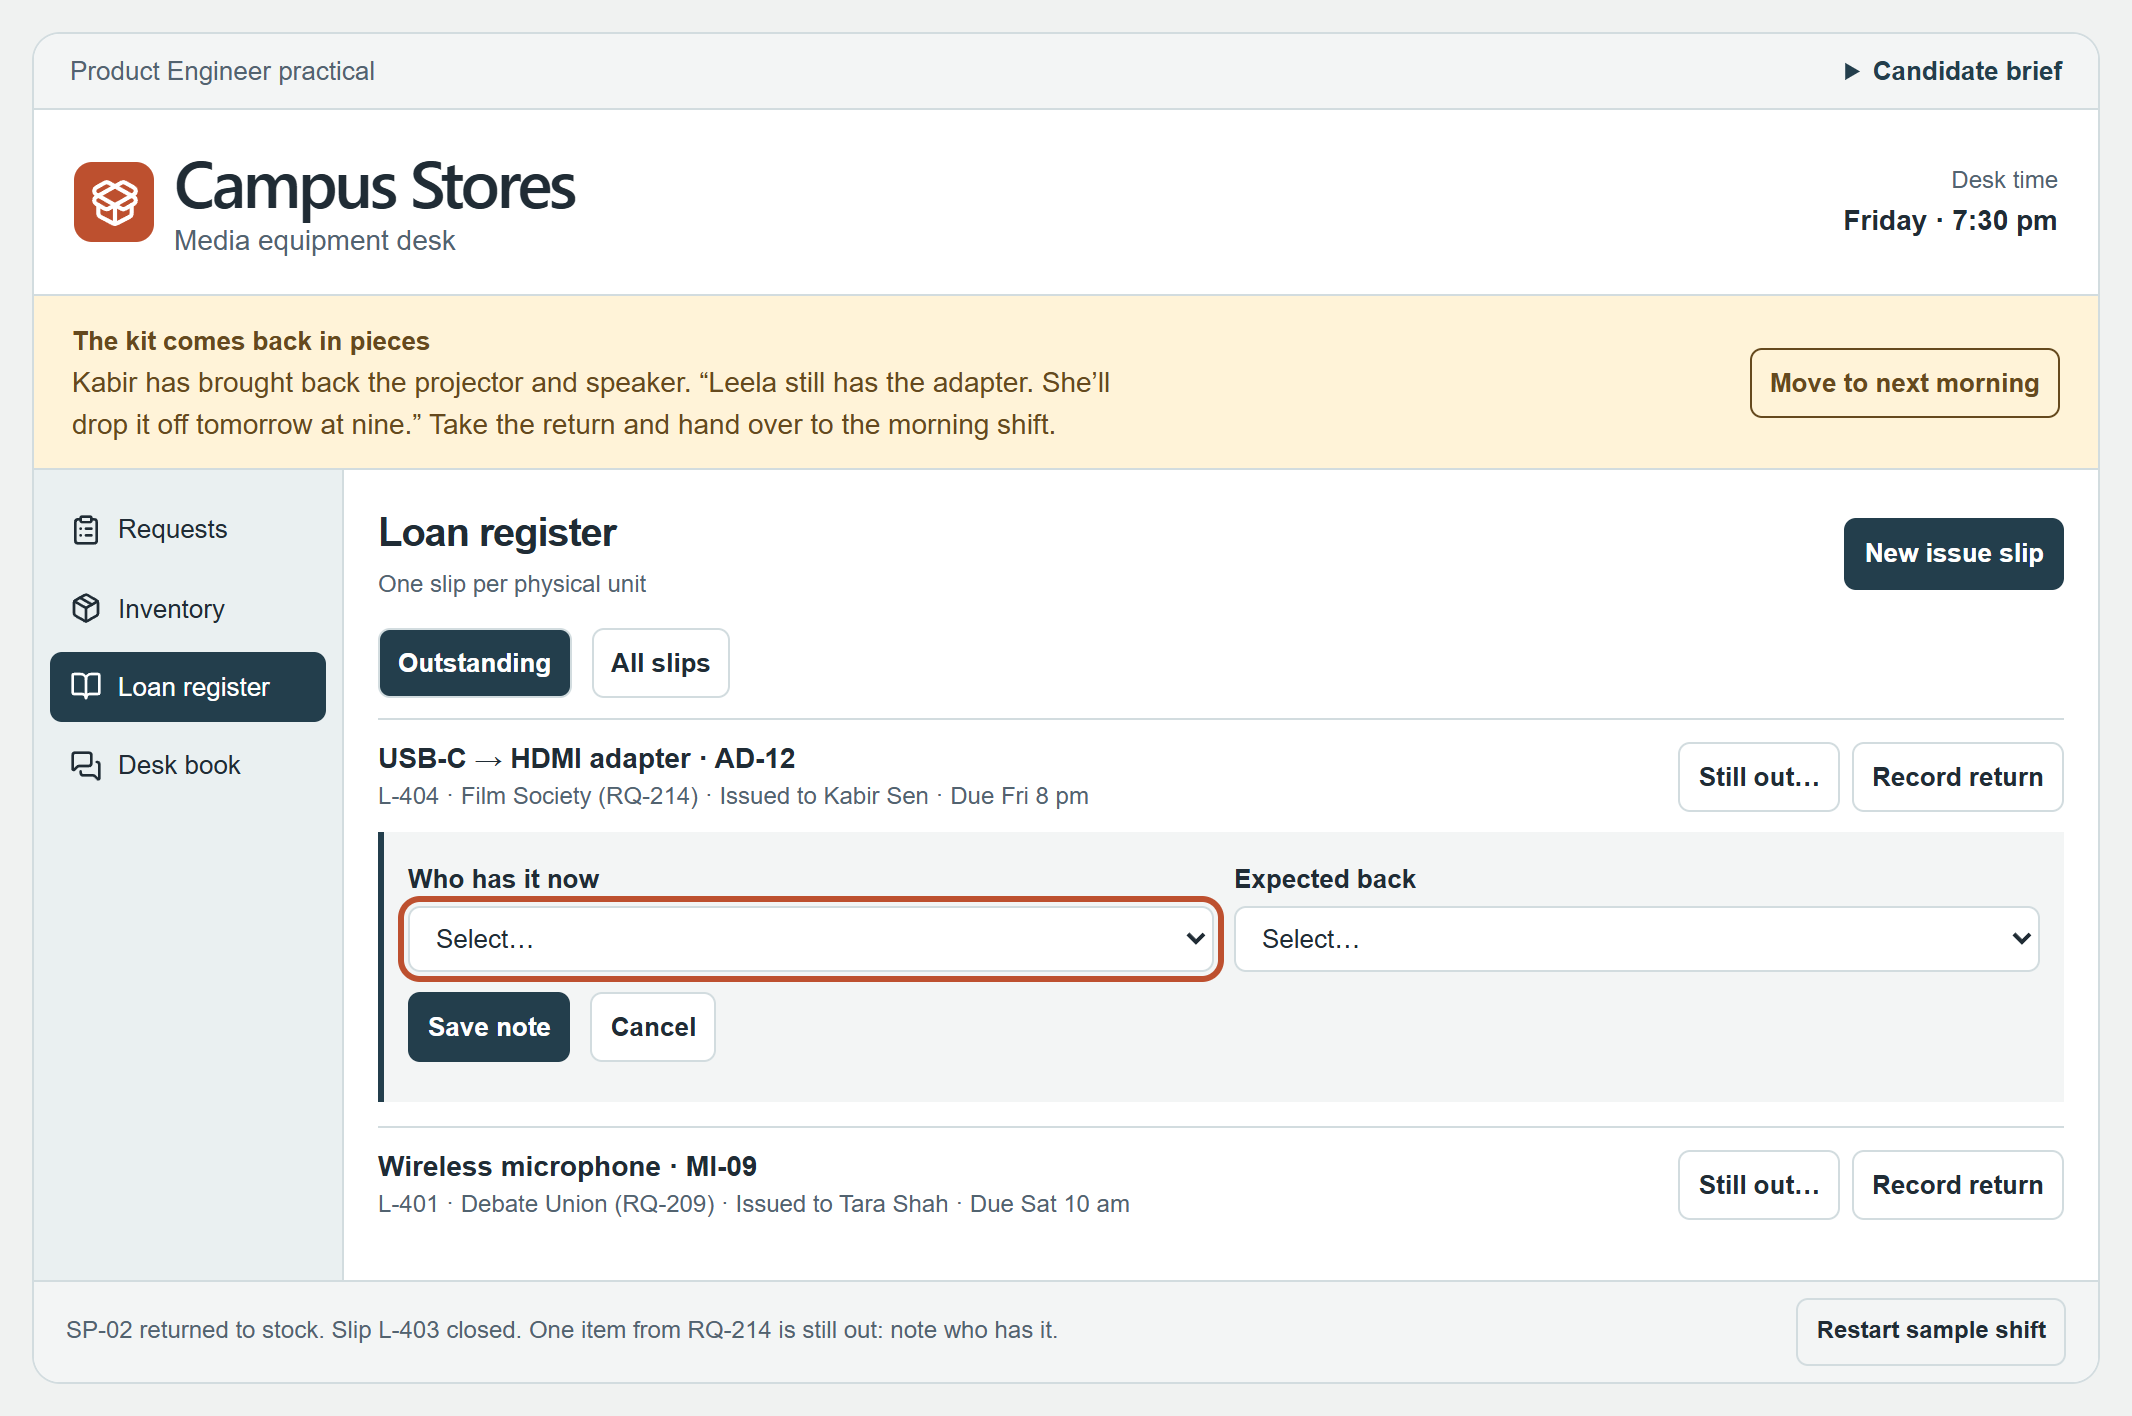 Product Engineer practical
▶ Candidate brief
Campus Stores
Media equipment desk
Desk time
Friday · 7:30 pm
The kit comes back in pieces
Kabir has brought back the projector and speaker. “Leela still has the adapter. She’ll
drop it off tomorrow at nine.” Take the return and hand over to the morning shift.
Move to next morning
Requests
Inventory
Loan register
Desk book
Loan register
One slip per physical unit
New issue slip
Outstanding
All slips
USB-C → HDMI adapter · AD-12
L-404 · Film Society (RQ-214) · Issued to Kabir Sen · Due Fri 8 pm
Still out…
Record return
Who has it now
Expected back
Select…
Select…
Save note
Cancel
Wireless microphone · MI-09
L-401 · Debate Union (RQ-209) · Issued to Tara Shah · Due Sat 10 am
Still out…
Record return
SP-02 returned to stock. Slip L-403 closed. One item from RQ-214 is still out: note who has it.
Restart sample shift